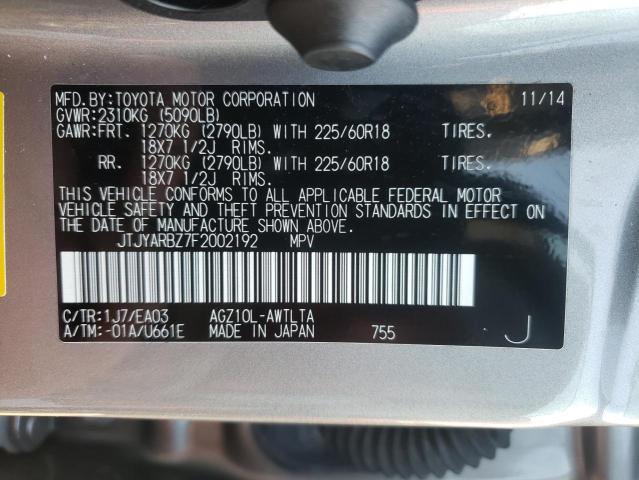 MFD.BY:TOYOTA MOTOR CORPORATION 11/14
GVWR:2310KG (5090LB)
GAWR:FRT. 1270KG (2790LB) WITH 225/60R18 TIRES.
18X7 1/2J RIMS.
RR. 1270KG (2790LB) WITH 225/60R18 TIRES.
18X7 1/2J RIMS.
THIS VEHICLE CONFORMS TO ALL APPLICABLE FEDERAL MOTOR
VEHICLE SAFETY AND THEFT PREVENTION STANDARDS IN EFFECT ON
THE DATE OF MANUFACTURE SHOWN ABOVE.
JTJYARBZ7F2002192 MPV
C/TR:1J7/EA03 AGZ10L-AWTLTA
A/TM:-01A/U661E MADE IN JAPAN 755 J